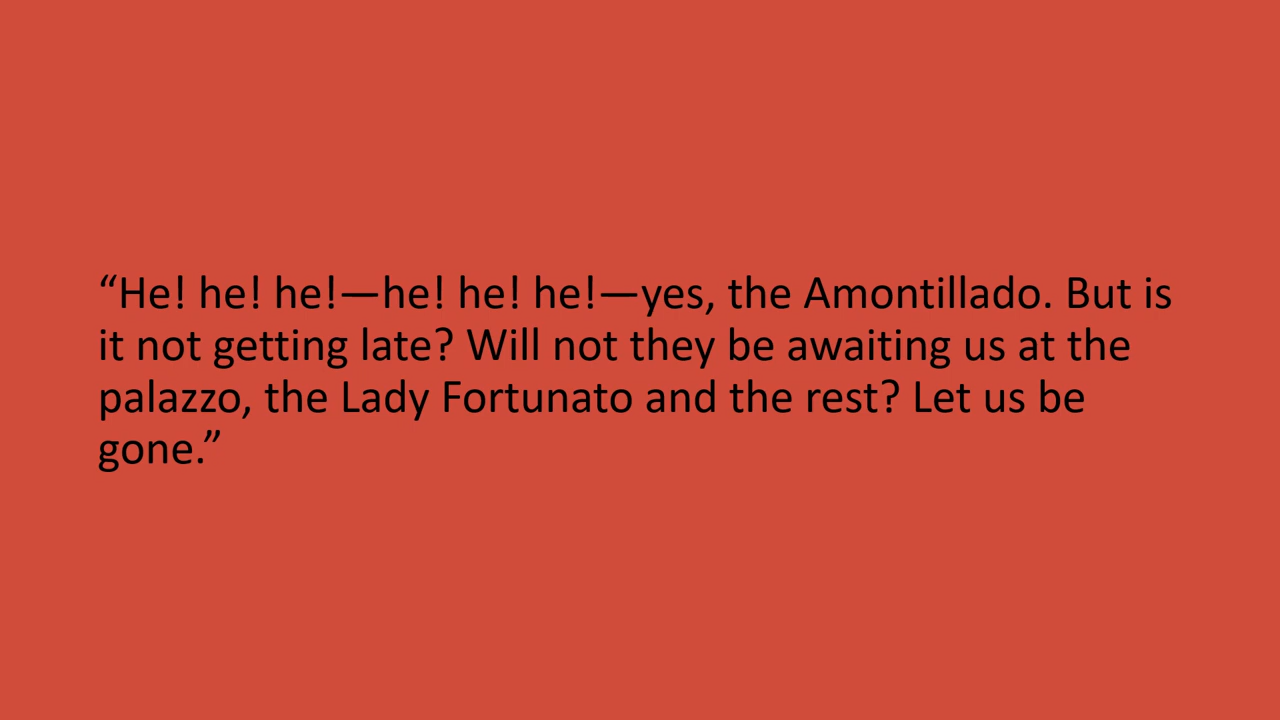 “He! he! he!—he! he! he!—yes, the Amontillado. But is
it not getting late? Will not they be awaiting us at the
palazzo, the Lady Fortunato and the rest? Let us be
gone.”